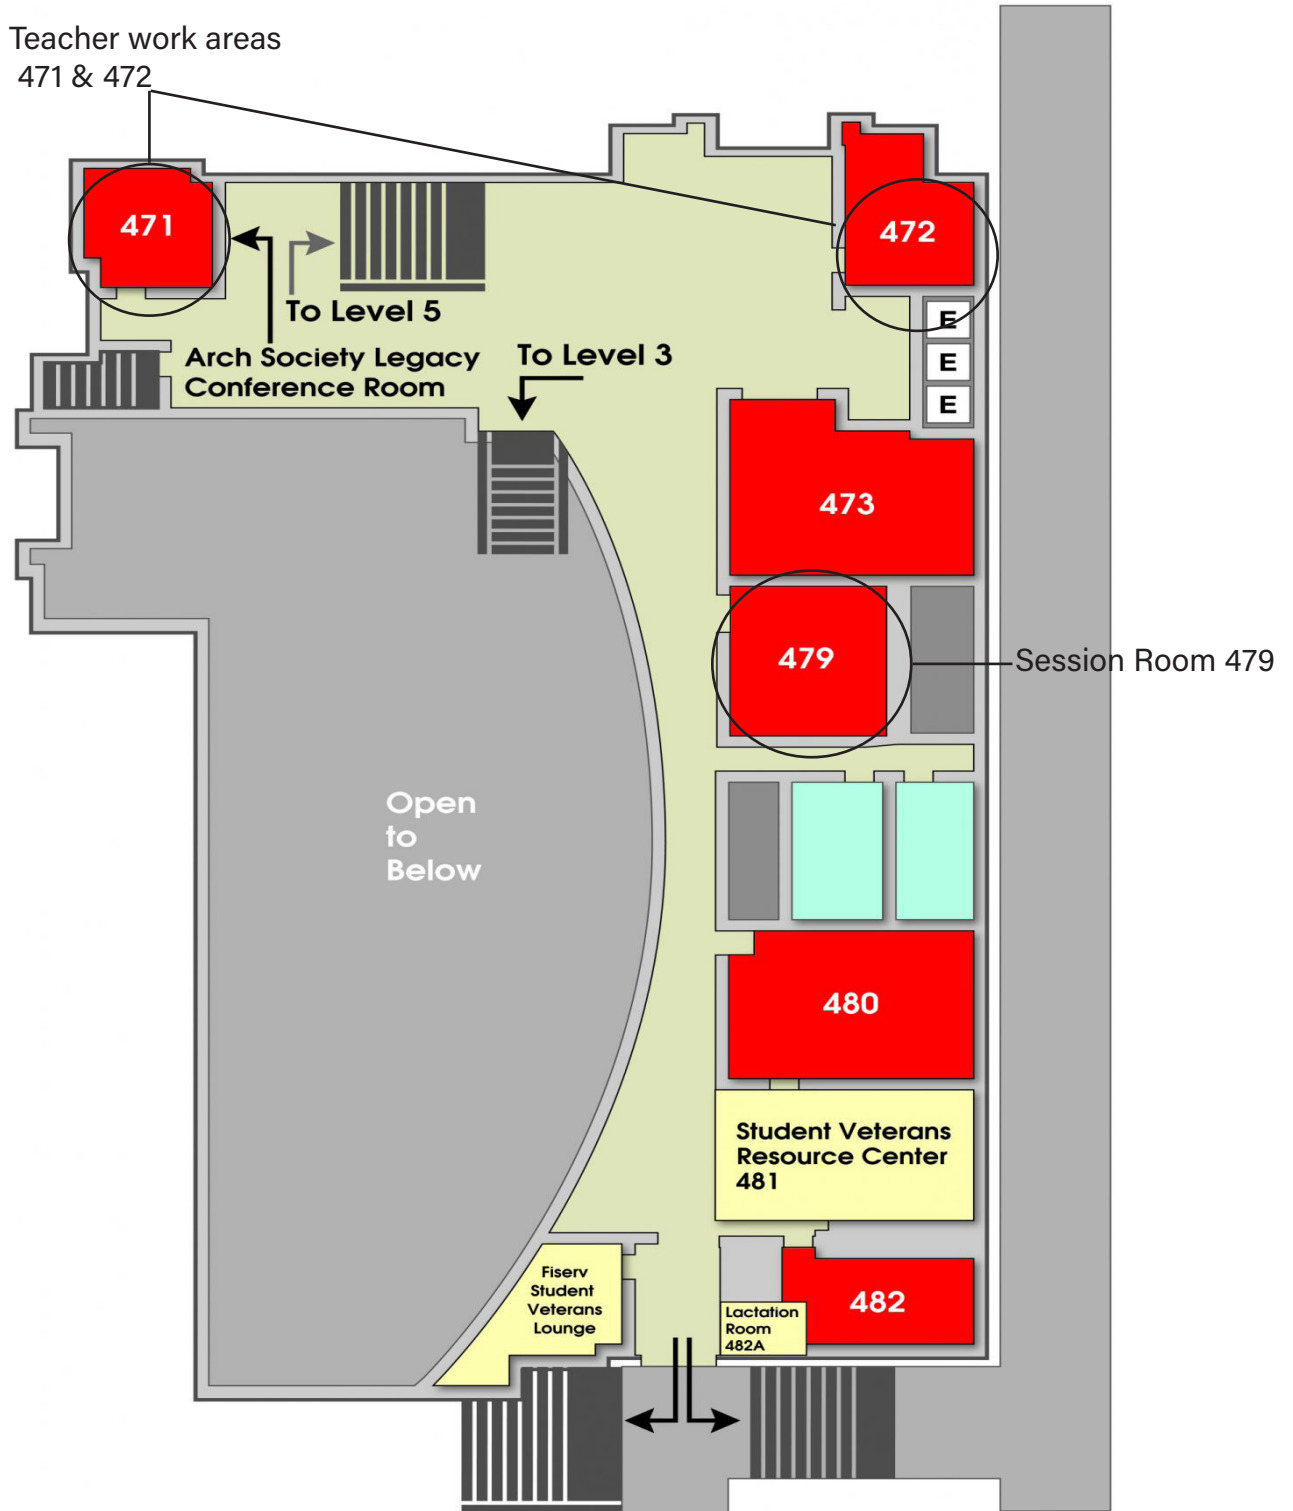 Teacher work areas
471 & 472
471
472
To Level 5
E
E
E
Arch Society Legacy
Conference Room
To Level 3
473
479
Session Room 479
Open
to
Below
480
Student Veterans
Resource Center
481
Fiserv
Student
Veterans
Lounge
482
Lactation
Room
482A